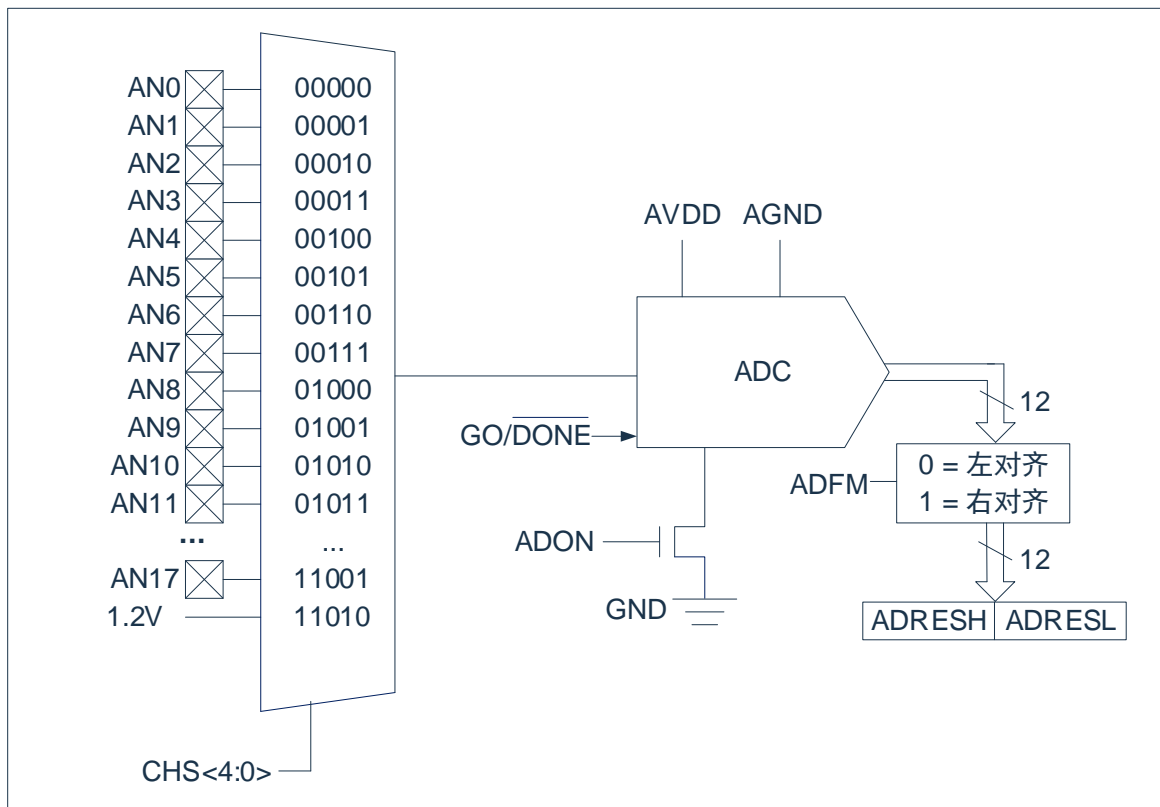 AN0 00000
AN1 00001
AN2 00010
AN3 00011
AN4 00100
AN5 00101
AN6 00110
AN7 00111
AN8 01000
AN9 01001
AN10 01010
AN11 01011
... ...
AN17 11001
1.2V 11010
CHS<4:0>
AVDD AGND
ADC
GO/DONE
ADON
GND
12
ADFM
0 = 左对齐
1 = 右对齐
12
ADRESH ADRESL